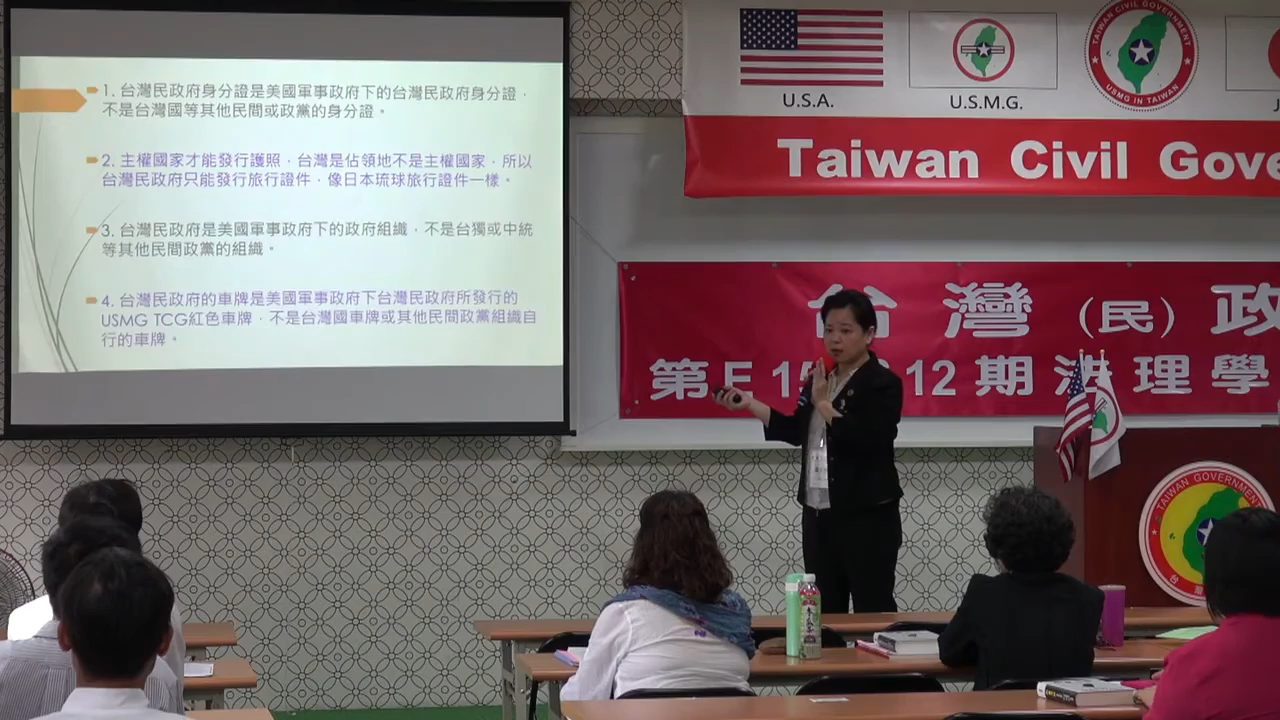 1. 台灣民政府身分證是美國軍事政府下的台灣民政府身分證，
不是台灣國等其他民間或政黨的身分證。
2. 主權國家才能發行護照，台灣是佔領地不是主權國家，所以
台灣民政府只能發行旅行證件，像日本琉球旅行證件一樣。
3. 台灣民政府是美國軍事政府下的政府組織，不是台獨或中統
等其他民間政黨的組織。
4. 台灣民政府的車牌是美國軍事政府下台灣民政府所發行的
USMG TCG紅色車牌，不是台灣國車牌或其他民間政黨組織自
行的車牌。
U.S.A.
U.S.M.G.
TAIWAN CIVIL GOVERNMENT
USMG IN TAIWAN
J
Taiwan Civil Gove
台灣（民）政
第E 15 12期法理學
TAIWAN GOVERNMENT
台灣